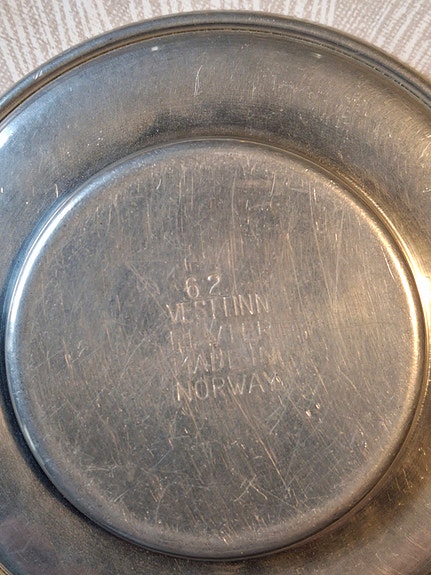 62
VESTTINN
PEWTER
MADE IN
NORWAY